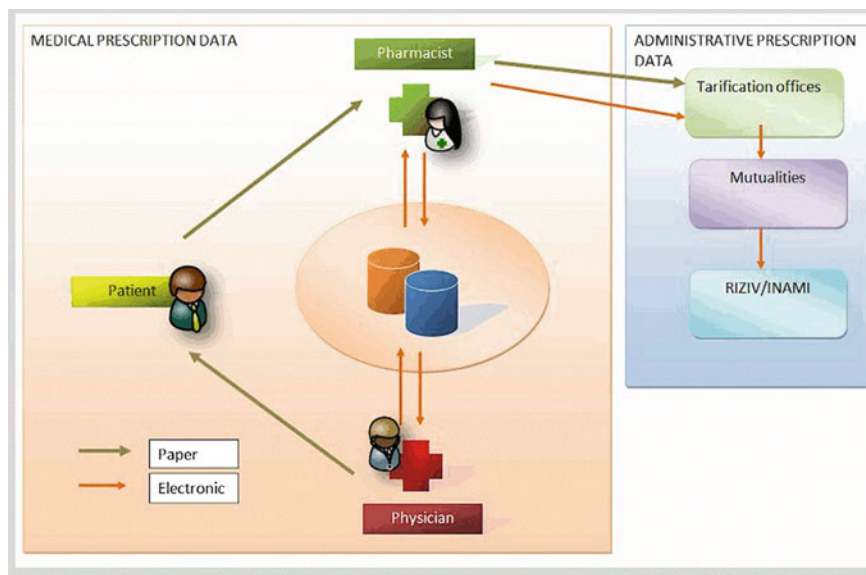 MEDICAL PRESCRIPTION DATA
Pharmacist
Patient
Paper
Electronic
Physician
ADMINISTRATIVE PRESCRIPTION
DATA
Tarification offices
Mutualities
RIZIV/INAMI